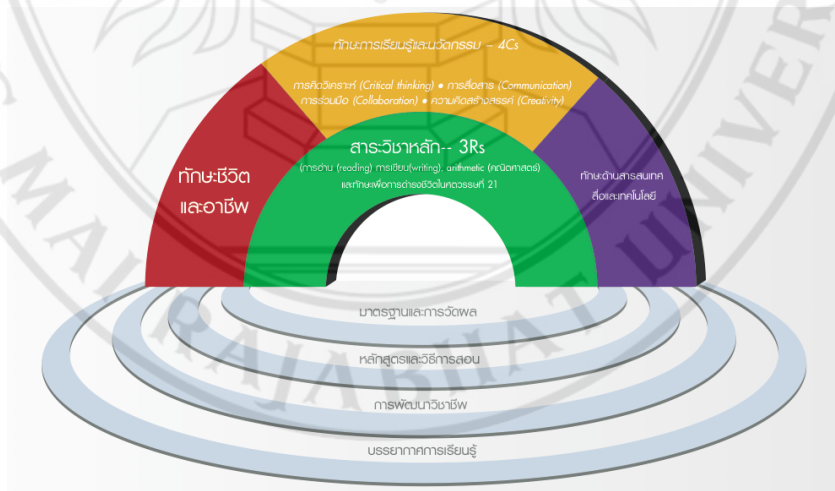 ทักษะการเรียนรู้และนวัตกรรม – 4Cs
การคิดวิเคราะห์ (Critical thinking) • การสื่อสาร (Communication)
การร่วมมือ (Collaboration) • ความคิดสร้างสรรค์ (Creativity)
สาระวิชาหลัก-- 3Rs
(การอ่าน (reading) การเขียน(writing), arithmetic (คณิตศาสตร์)
และทักษะเพื่อการดำรงชีวิตในศตวรรษที่ 21
ทักษะชีวิต
และอาชีพ
ทักษะด้านสารสนเทศ
สื่อและเทคโนโลยี
มาตรฐานและการวัดผล
หลักสูตรและวิธีการสอน
การพัฒนาวิชาชีพ
บรรยากาศการเรียนรู้
MAI RAJABHAT UNIVER